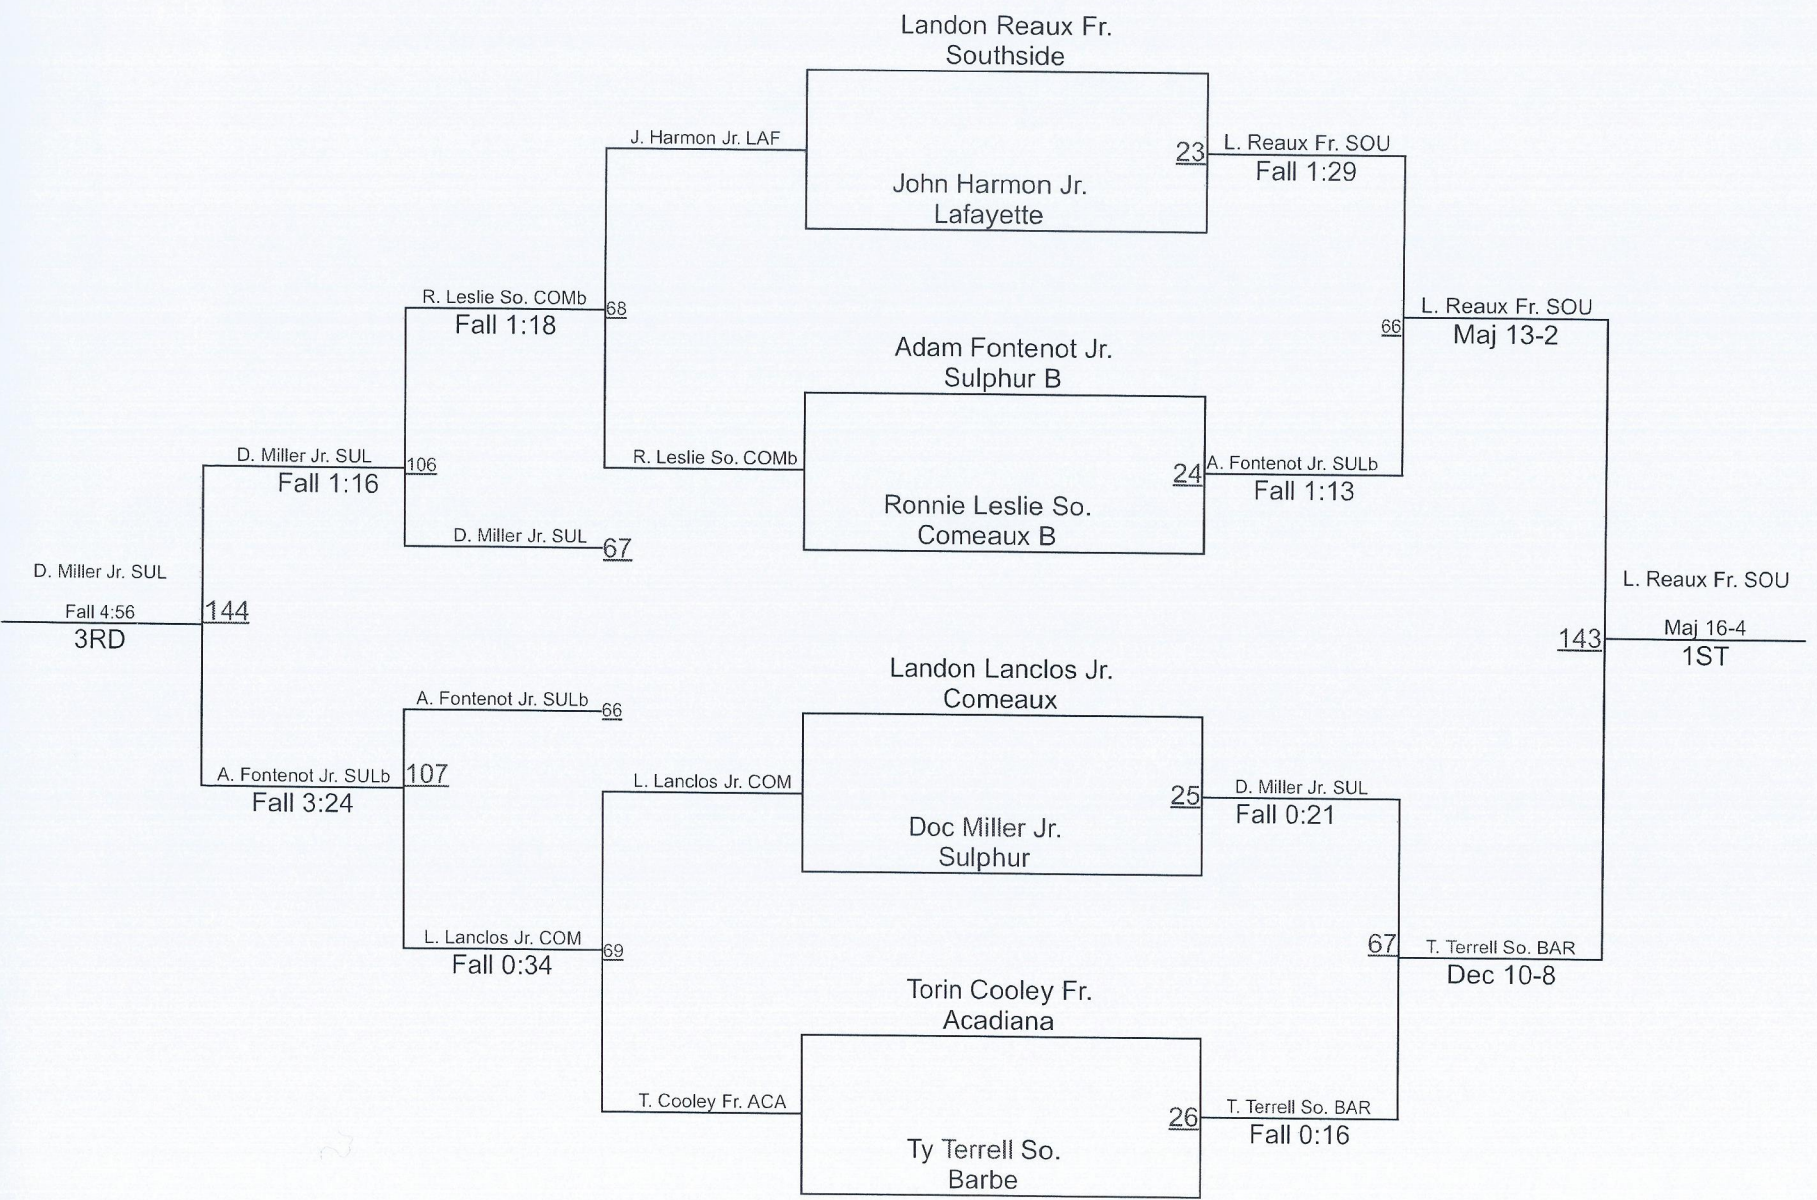 Landon Reaux Fr.
Southside
J. Harmon Jr. LAF
23
L. Reaux Fr. SOU
Fall 1:29
John Harmon Jr.
Lafayette
R. Leslie So. COMb
68
Fall 1:18
L. Reaux Fr. SOU
66
Maj 13-2
Adam Fontenot Jr.
Sulphur B
D. Miller Jr. SUL
106
Fall 1:16
R. Leslie So. COMb
24
A. Fontenot Jr. SULb
Fall 1:13
Ronnie Leslie So.
Comeaux B
D. Miller Jr. SUL
67
D. Miller Jr. SUL
Fall 4:56
144
3RD
L. Reaux Fr. SOU
143
Maj 16-4
1ST
Landon Lanclos Jr.
Comeaux
A. Fontenot Jr. SULb
66
A. Fontenot Jr. SULb
107
Fall 3:24
L. Lanclos Jr. COM
25
D. Miller Jr. SUL
Fall 0:21
Doc Miller Jr.
Sulphur
L. Lanclos Jr. COM
69
Fall 0:34
67
T. Terrell So. BAR
Dec 10-8
Torin Cooley Fr.
Acadiana
T. Cooley Fr. ACA
26
T. Terrell So. BAR
Fall 0:16
Ty Terrell So.
Barbe